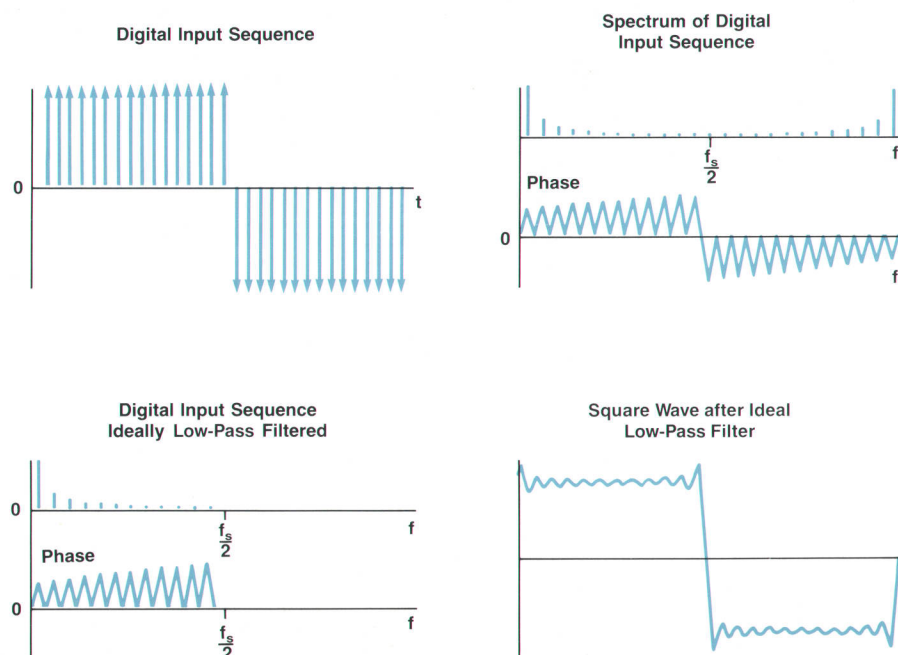 Digital Input Sequence
0
t
Spectrum of Digital
Input Sequence
fs
2
f
Phase
0
f
Digital Input Sequence
Ideally Low-Pass Filtered
0
fs
2
f
Phase
0
fs
2
f
Square Wave after Ideal
Low-Pass Filter